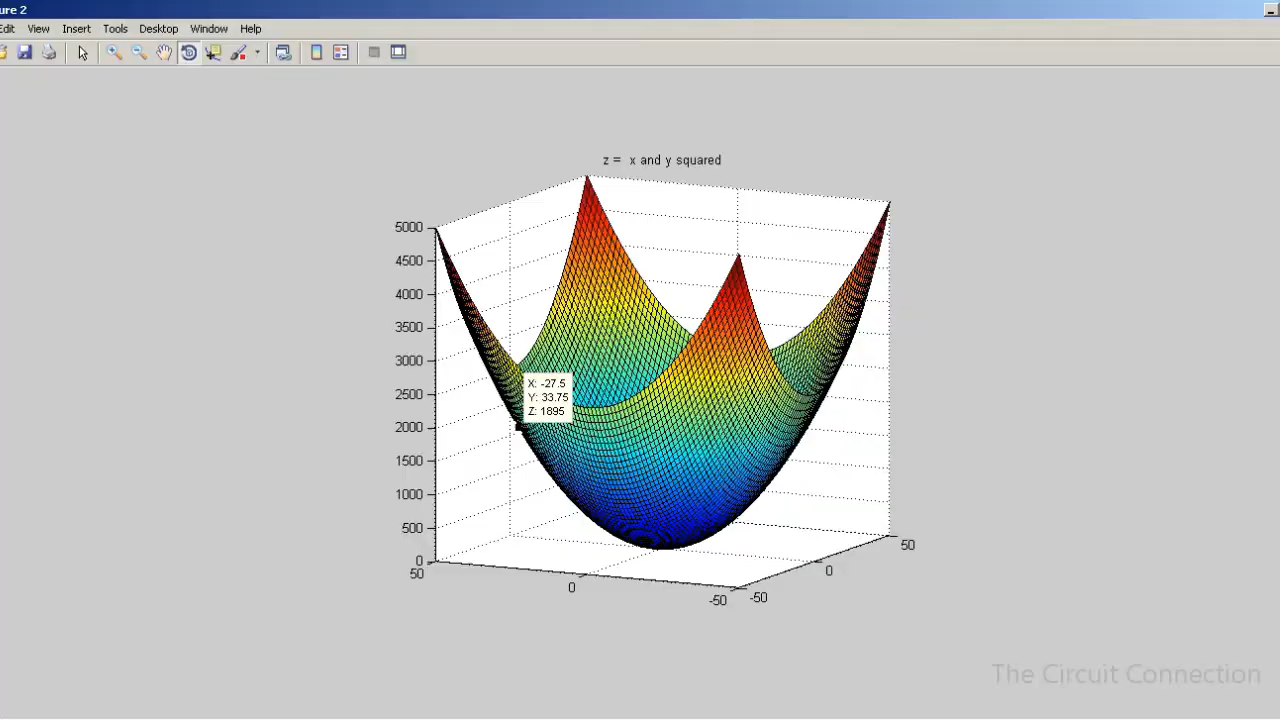 ure 2
Edit View Insert Tools Desktop Window Help
z = x and y squared
5000
4500
4000
3500
3000
2500
2000
1500
1000
500
0
X: -27.5
Y: 33.75
Z: 1895
50
0
-50
-50
0
50
The Circuit Connection